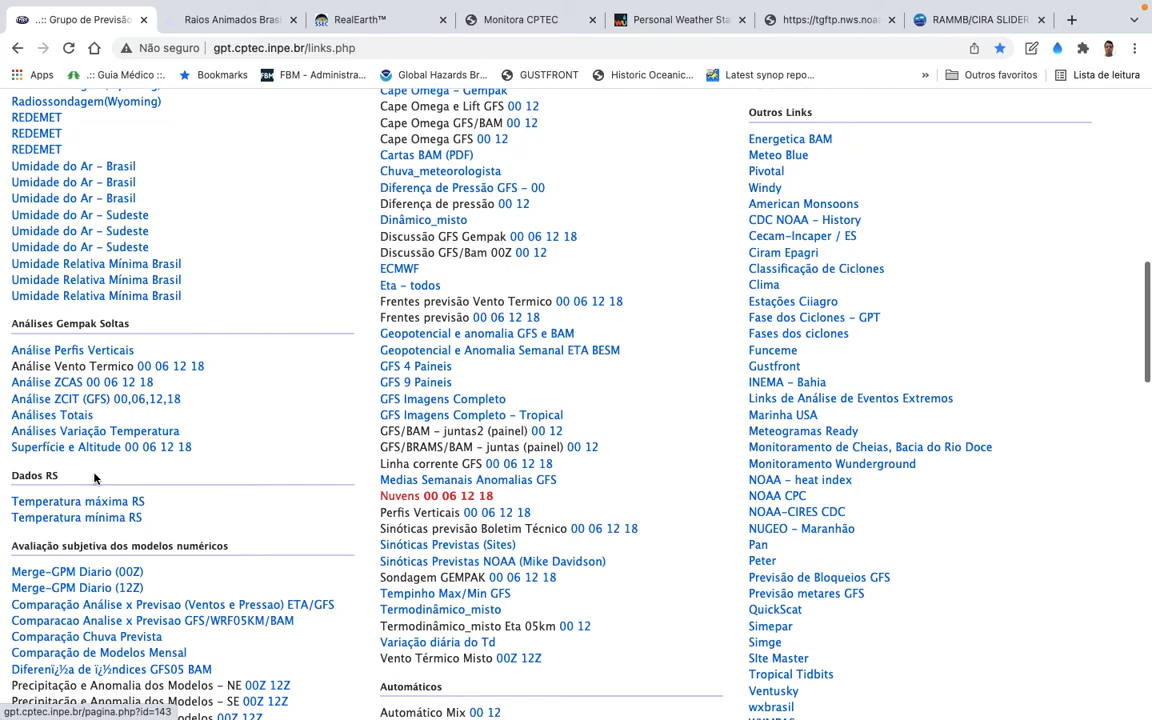 ..:: Grupo de Previsão
Raios Animados Bras
RealEarth™
Monitora CPTEC
Personal Weather Sta
https://tgftp.nws.noaa
RAMMB/CIRA SLIDER
Não seguro
gpt.cptec.inpe.br/links.php
Apps
.:: Guia Médico ::.
Bookmarks
FBM - Administra...
Global Hazards Br...
GUSTFRONT
Historic Oceanic...
Latest synop repo...
»
Outros favoritos
Lista de leitura
Radiossondagem(Wyoming)
REDEMET
REDEMET
REDEMET
Umidade do Ar - Brasil
Umidade do Ar - Brasil
Umidade do Ar - Brasil
Umidade do Ar - Sudeste
Umidade do Ar - Sudeste
Umidade do Ar - Sudeste
Umidade Relativa Mínima Brasil
Umidade Relativa Mínima Brasil
Umidade Relativa Mínima Brasil
Análises Gempak Soltas
Análise Perfis Verticais
Análise Vento Termico 00 06 12 18
Análise ZCAS 00 06 12 18
Análise ZCIT (GFS) 00,06,12,18
Análises Totais
Análises Variação Temperatura
Superfície e Altitude 00 06 12 18
Dados RS
Temperatura máxima RS
Temperatura mínima RS
Avaliação subjetiva dos modelos numéricos
Merge-GPM Diario (00Z)
Merge-GPM Diario (12Z)
Comparação Análise x Previsao (Ventos e Pressao) ETA/GFS
Comparacao Analise x Previsao GFS/WRF05KM/BAM
Comparação Chuva Prevista
Comparação de Modelos Mensal
Diferenï¿½a de ï¿½ndices GFS05 BAM
Precipitação e Anomalia dos Modelos - NE 00Z 12Z
Precipitação e Anomalia dos Modelos - SE 00Z 12Z
odelos 00Z 12Z
gpt.cptec.inpe.br/pagina.php?id=143
Cape Omega - Gempak
Cape Omega e Lift GFS 00 12
Cape Omega GFS/BAM 00 12
Cape Omega GFS 00 12
Cartas BAM (PDF)
Chuva_meteorologista
Diferença de Pressão GFS - 00
Diferença de pressão 00 12
Dinâmico_misto
Discussão GFS Gempak 00 06 12 18
Discussão GFS/Bam 00Z 00 12
ECMWF
Eta - todos
Frentes previsão Vento Termico 00 06 12 18
Frentes previsão 00 06 12 18
Geopotencial e anomalia GFS e BAM
Geopotencial e Anomalia Semanal ETA BESM
GFS 4 Paineis
GFS 9 Paineis
GFS Imagens Completo
GFS Imagens Completo - Tropical
GFS/BAM - juntas2 (painel) 00 12
GFS/BRAMS/BAM - juntas (painel) 00 12
Linha corrente GFS 00 06 12 18
Medias Semanais Anomalias GFS
Nuvens 00 06 12 18
Perfis Verticais 00 06 12 18
Sinóticas previsão Boletim Técnico 00 06 12 18
Sinóticas Previstas (Sites)
Sinóticas Previstas NOAA (Mike Davidson)
Sondagem GEMPAK 00 06 12 18
Tempinho Max/Min GFS
Termodinâmico_misto
Termodinâmico_misto Eta 05km 00 12
Variação diária do Td
Vento Térmico Misto 00Z 12Z
Automáticos
Automático Mix 00 12
Outros Links
Energetica BAM
Meteo Blue
Pivotal
Windy
American Monsoons
CDC NOAA - History
Cecam-Incaper / ES
Ciram Epagri
Classificação de Ciclones
Clima
Estações Ciiagro
Fase dos Ciclones - GPT
Fases dos ciclones
Funceme
Gustfront
INEMA - Bahia
Links de Análise de Eventos Extremos
Marinha USA
Meteogramas Ready
Monitoramento de Cheias, Bacia do Rio Doce
Monitoramento Wunderground
NOAA - heat index
NOAA CPC
NOAA-CIRES CDC
NUGEO - Maranhão
Pan
Peter
Previsão de Bloqueios GFS
Previsão metares GFS
QuickScat
Simepar
Simge
SIte Master
Tropical Tidbits
Ventusky
wxbrasil